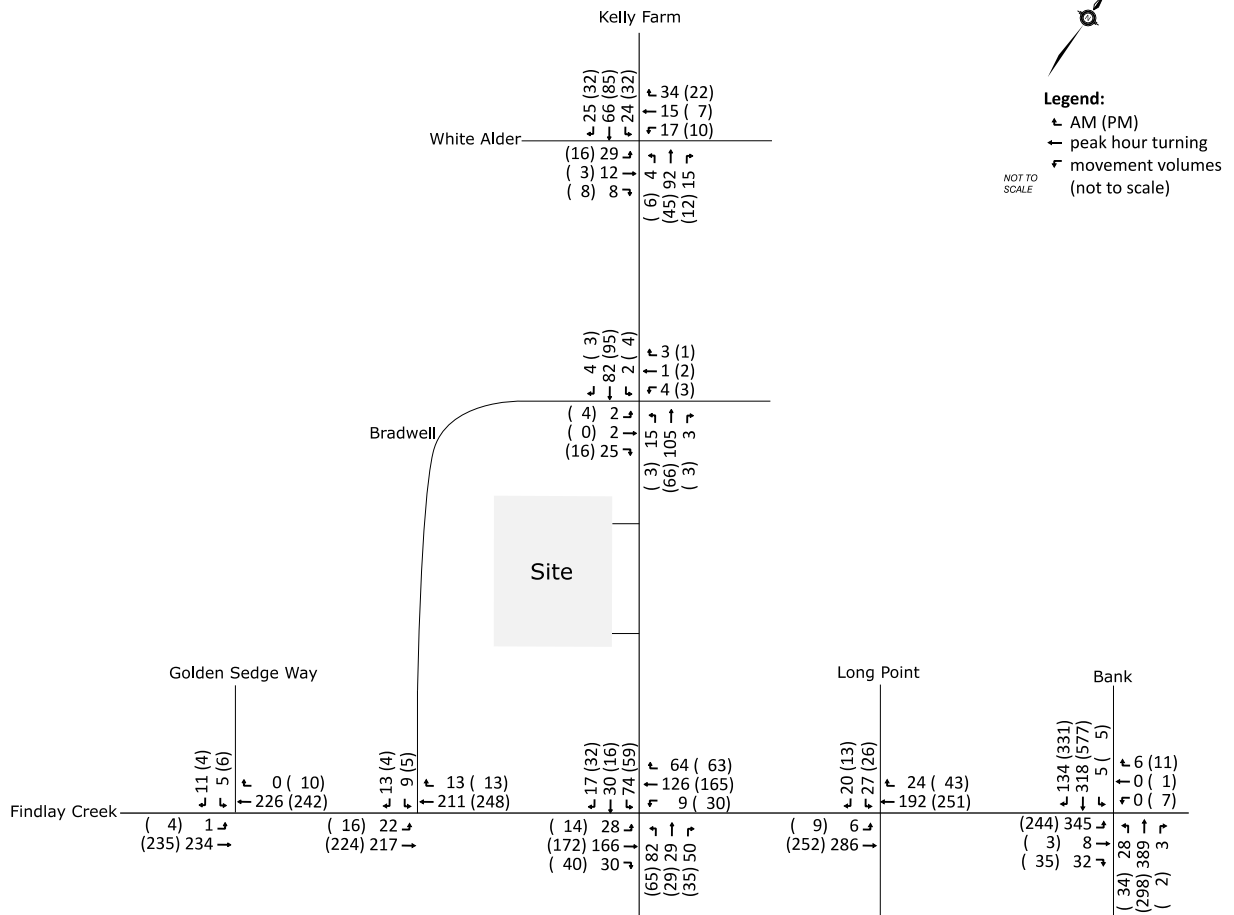 Kelly Farm
Legend:
AM (PM)
peak hour turning
movement volumes
(not to scale)
NOT TO
SCALE
25 (32)
66 (85)
24 (32)
34 (22)
15 ( 7)
17 (10)
White Alder
(16) 29
( 3) 12
( 8) 8
( 6) 4
(45) 92
(12) 15
4 ( 3)
82 (95)
2 ( 4)
3 (1)
1 (2)
4 (3)
Bradwell
( 4) 2
( 0) 2
(16) 25
( 3) 15
(66) 105
( 3) 3
Site
Golden Sedge Way
Long Point
Bank
11 (4)
5 (6)
0 ( 10)
226 (242)
13 (4)
9 (5)
13 ( 13)
211 (248)
17 (32)
30 (16)
74 (59)
64 ( 63)
126 (165)
9 ( 30)
20 (13)
27 (26)
24 ( 43)
192 (251)
134 (331)
318 (577)
5 ( 5)
6 (11)
0 ( 1)
0 ( 7)
Findlay Creek
( 4) 1
(235) 234
( 16) 22
(224) 217
( 14) 28
(172) 166
( 40) 30
(65) 82
(29) 29
(35) 50
( 9) 6
(252) 286
(244) 345
( 3) 8
( 35) 32
( 34) 28
(298) 389
( 2) 3